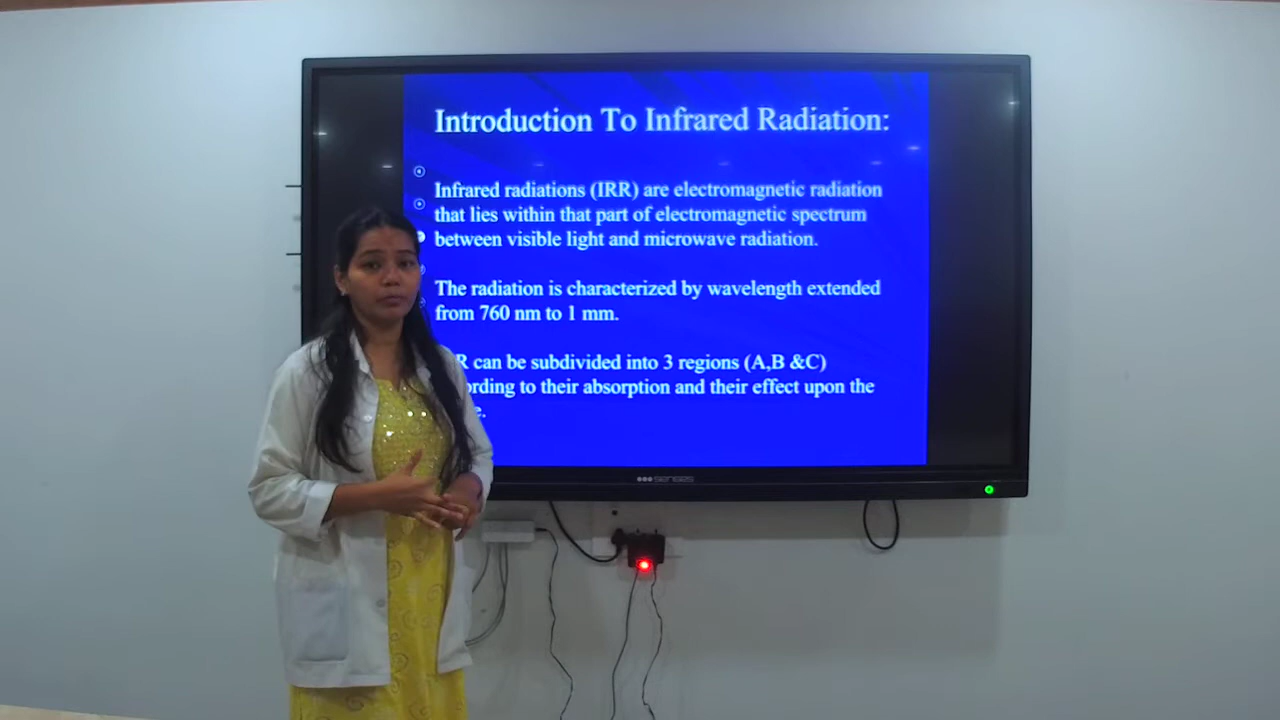 Introduction To Infrared Radiation:
Infrared radiations (IRR) are electromagnetic radiation
that lies within that part of electromagnetic spectrum
between visible light and microwave radiation.
The radiation is characterized by wavelength extended
from 760 nm to 1 mm.
can be subdivided into 3 regions (A,B &C)
to their absorption and their effect upon the